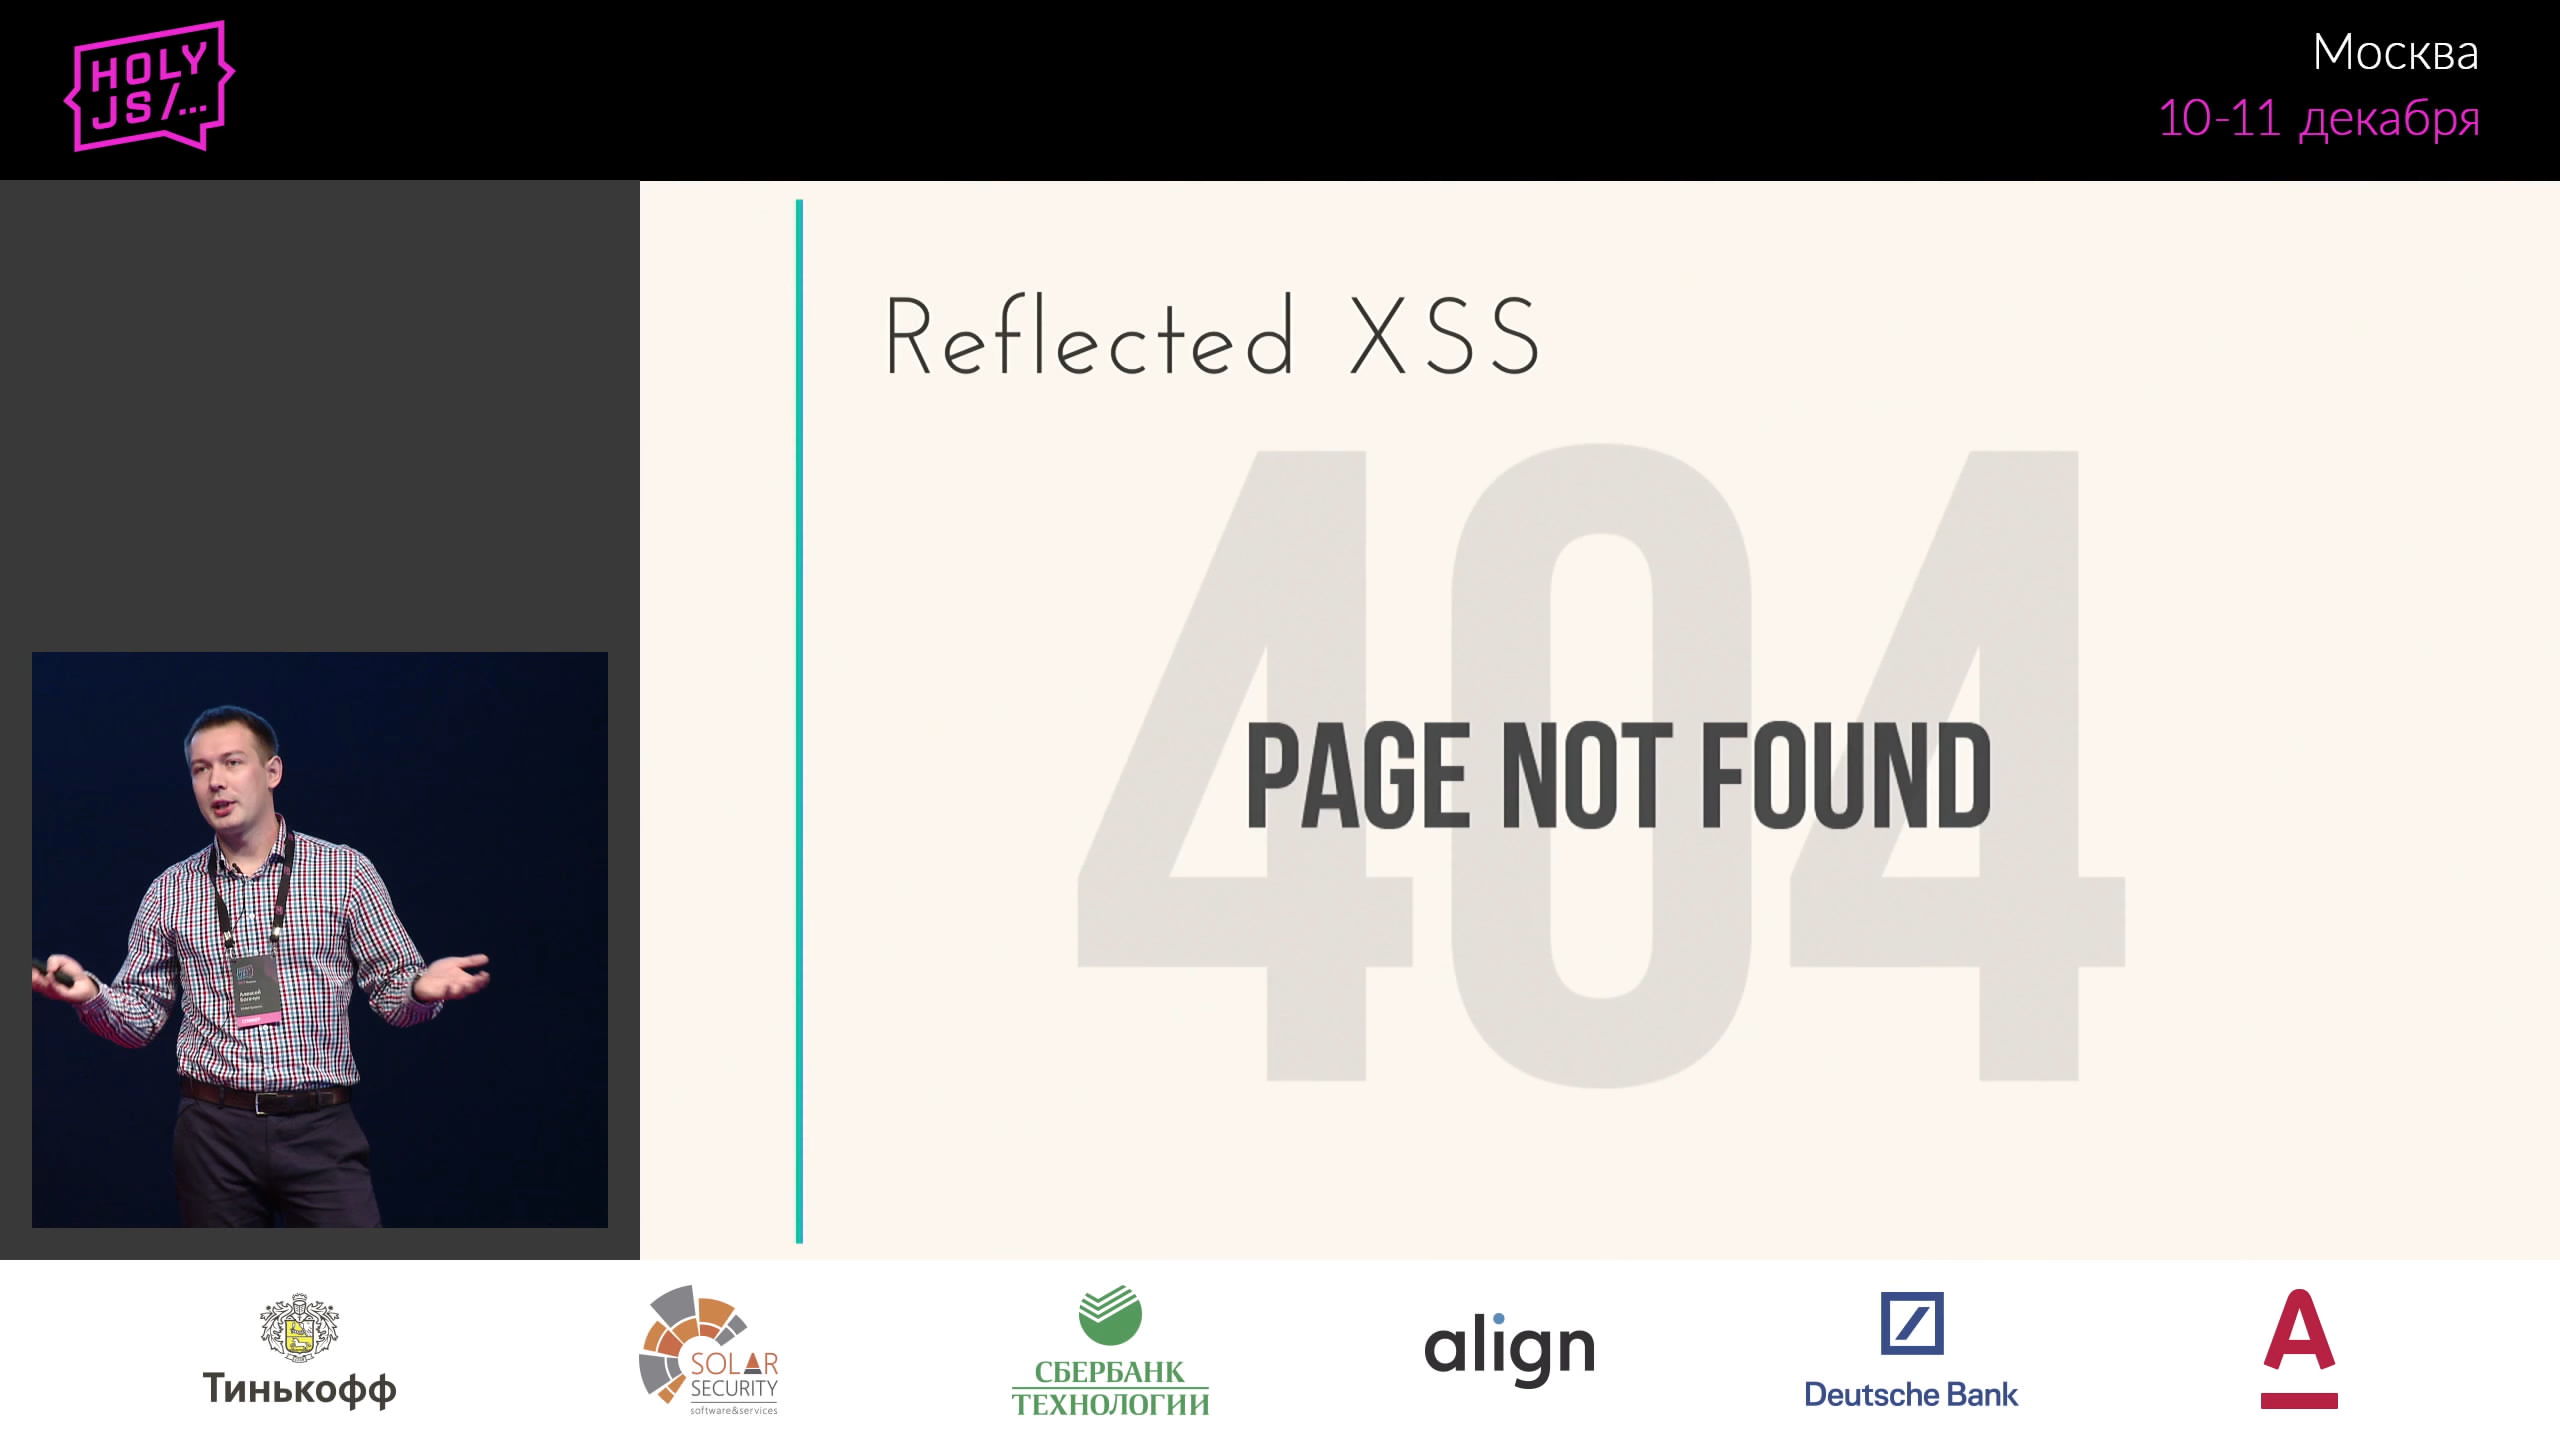 HOLY
JS/...
Москва
10-11 декабря
Reflected XSS
404
PAGE NOT FOUND
Алексей
Тинькофф
SOLAR
SECURITY
software&services
СБЕРБАНК
ТЕХНОЛОГИИ
align
Deutsche Bank
А